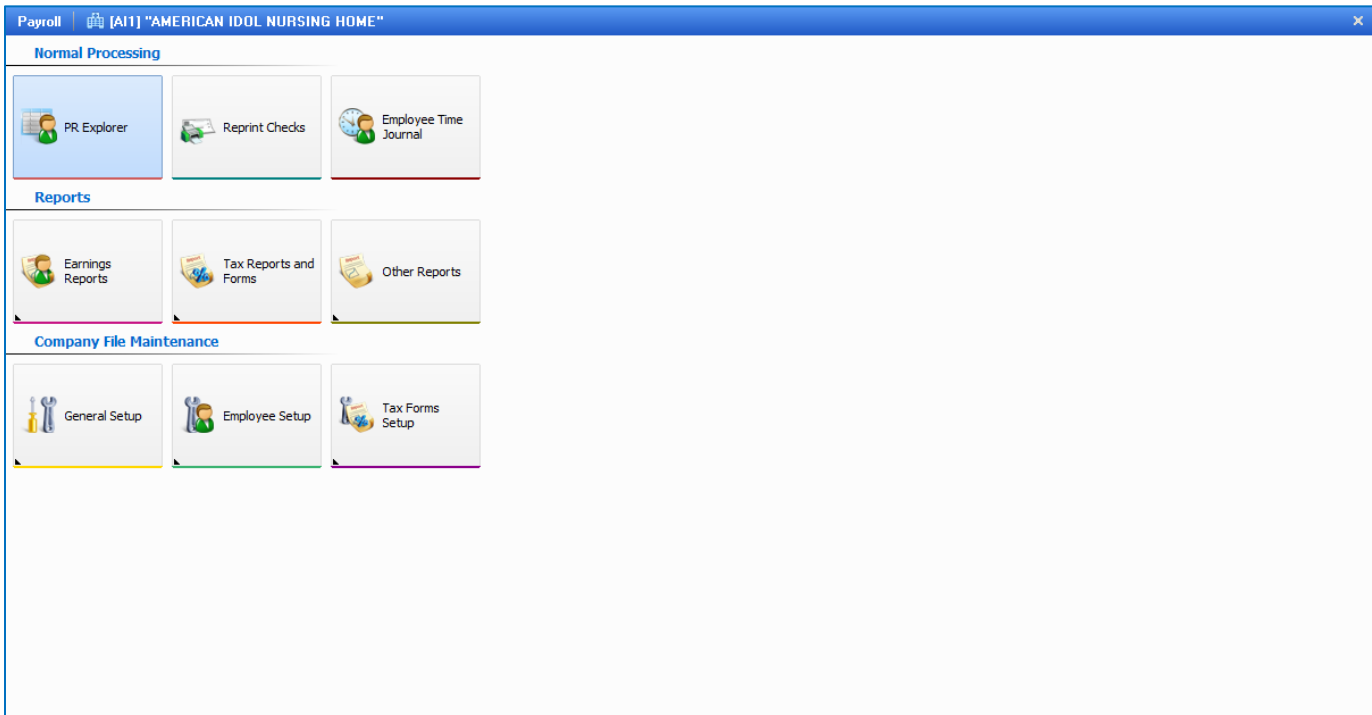 Payroll [AI1] "AMERICAN IDOL NURSING HOME"
Normal Processing
PR Explorer
Reprint Checks
Employee Time
Journal
Reports
Earnings
Reports
Tax Reports and
Forms
Other Reports
Company File Maintenance
General Setup
Employee Setup
Tax Forms
Setup